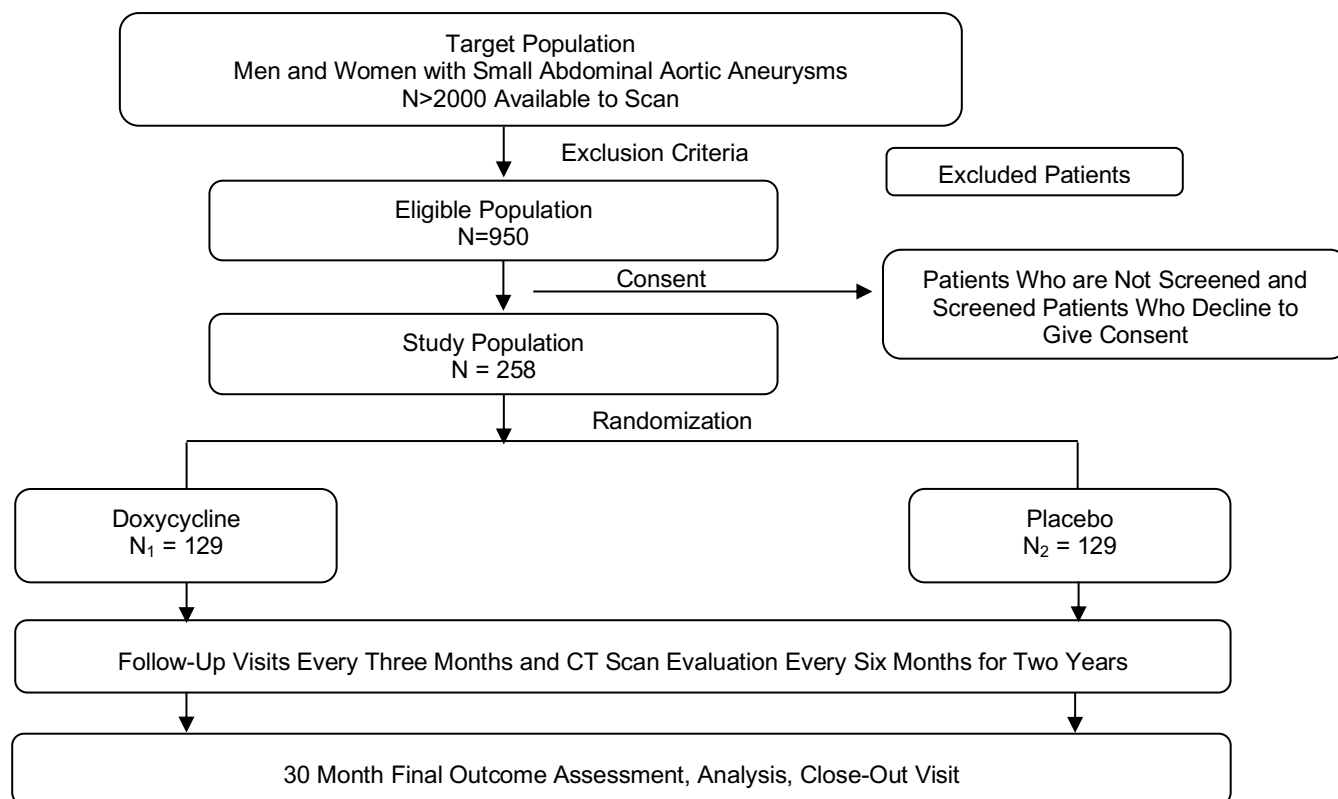 Target Population
Men and Women with Small Abdominal Aortic Aneurysms
N>2000 Available to Scan
Exclusion Criteria
Excluded Patients
Eligible Population
N=950
Consent
Patients Who are Not Screened and
Screened Patients Who Decline to
Give Consent
Study Population
N = 258
Randomization
Doxycycline
N₁ = 129
Placebo
N₂ = 129
Follow-Up Visits Every Three Months and CT Scan Evaluation Every Six Months for Two Years
30 Month Final Outcome Assessment, Analysis, Close-Out Visit